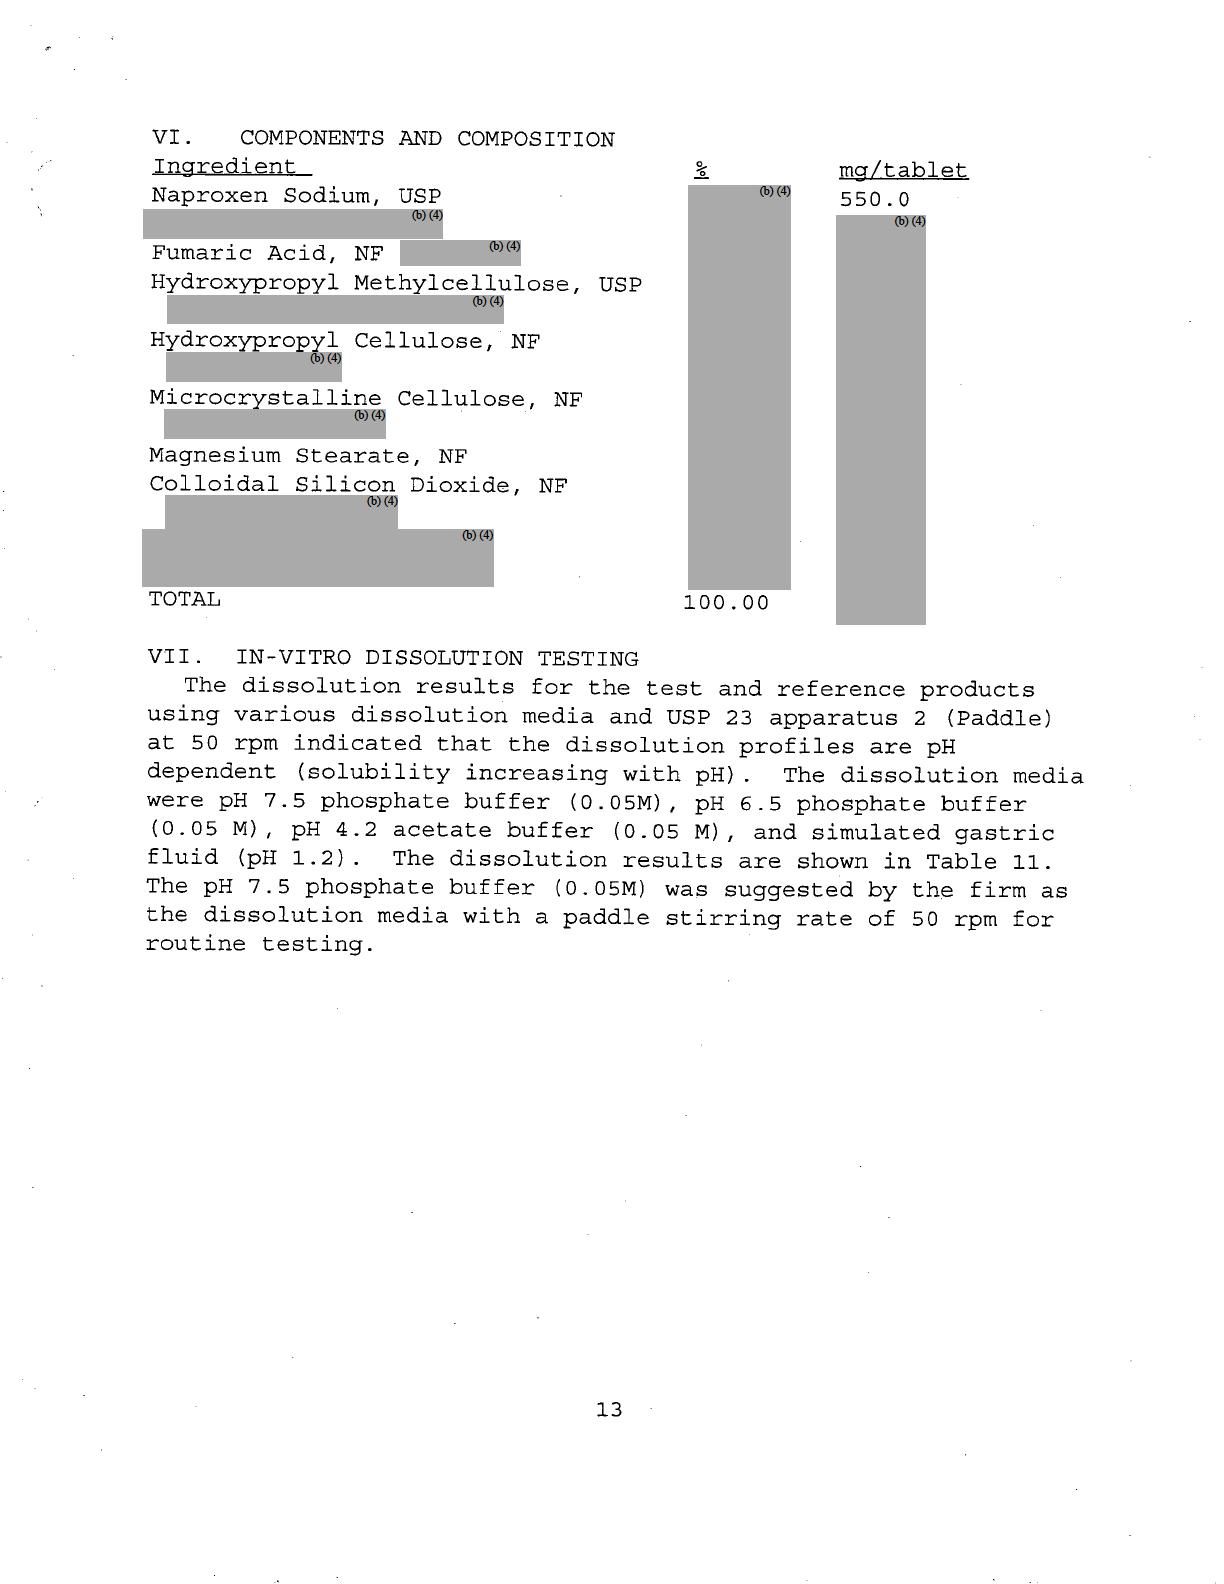 VI. COMPONENTS AND COMPOSITION
Ingredient % mg/tablet
Naproxen Sodium, USP (b) (4) 550.0
(b) (4) (b) (4)
Fumaric Acid, NF (b) (4)
Hydroxypropyl Methylcellulose, USP
(b) (4)
Hydroxypropyl Cellulose, NF
(b) (4)
Microcrystalline Cellulose, NF
(b) (4)
Magnesium Stearate, NF
Colloidal Silicon Dioxide, NF
(b) (4)
(b) (4)
TOTAL 100.00
VII. IN-VITRO DISSOLUTION TESTING
The dissolution results for the test and reference products
using various dissolution media and USP 23 apparatus 2 (Paddle)
at 50 rpm indicated that the dissolution profiles are pH
dependent (solubility increasing with pH). The dissolution media
were pH 7.5 phosphate buffer (0.05M), pH 6.5 phosphate buffer
(0.05 M), pH 4.2 acetate buffer (0.05 M), and simulated gastric
fluid (pH 1.2). The dissolution results are shown in Table 11.
The pH 7.5 phosphate buffer (0.05M) was suggested by the firm as
the dissolution media with a paddle stirring rate of 50 rpm for
routine testing.
13